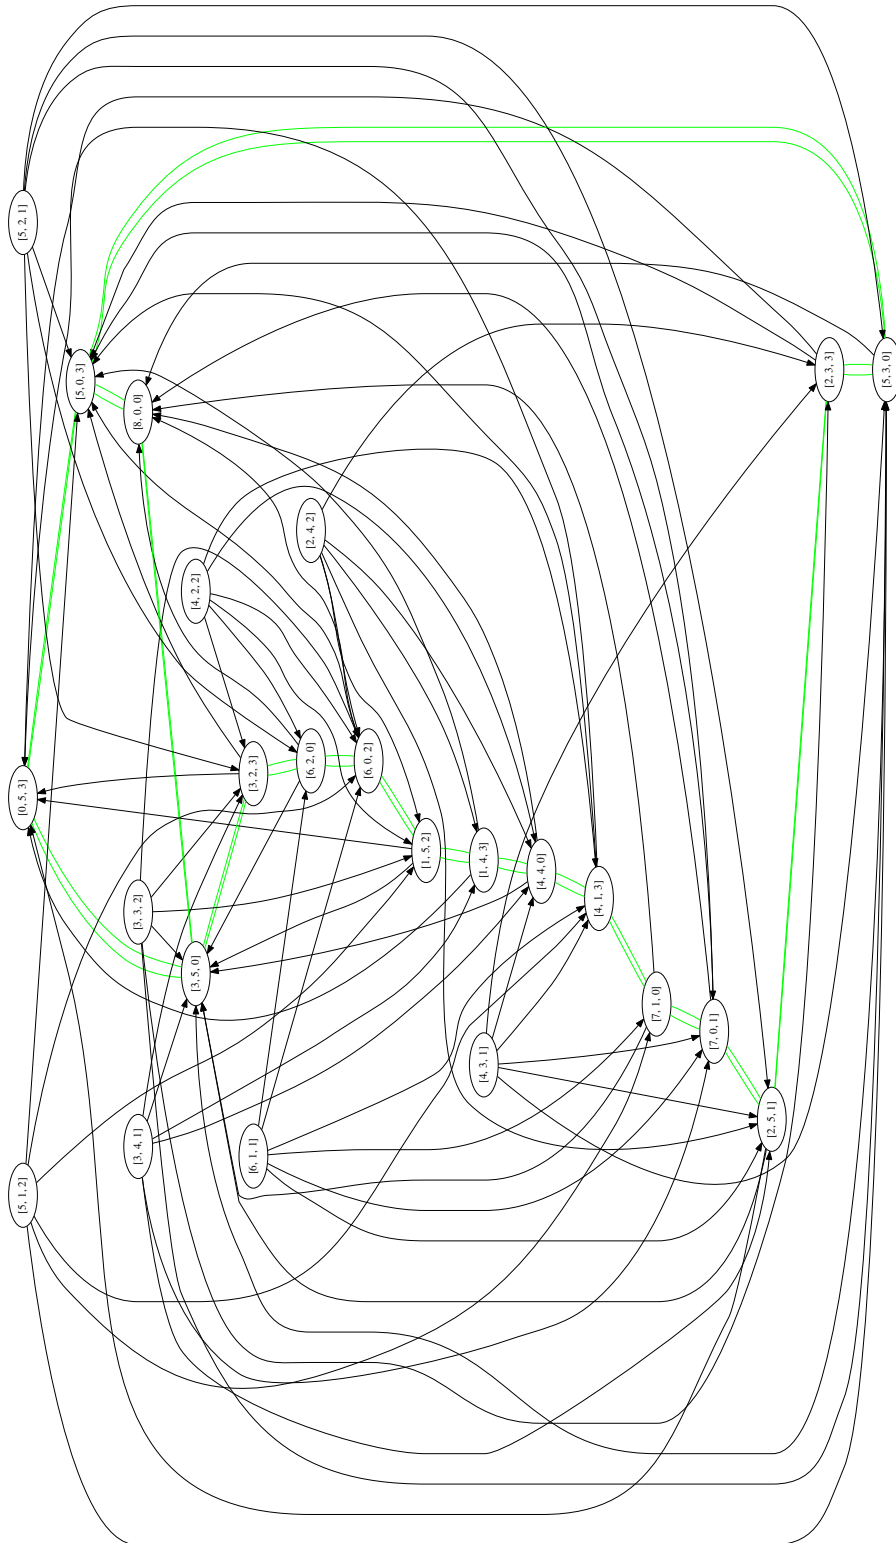 [5, 2, 1]
[5, 0, 3]
[8, 0, 0]
[2, 3, 3]
[5, 3, 0]
[2, 4, 2]
[4, 2, 2]
[0, 5, 3]
[3, 2, 3]
[6, 2, 0]
[6, 0, 2]
[1, 5, 2]
[1, 4, 3]
[4, 4, 0]
[4, 1, 3]
[3, 3, 2]
[3, 5, 0]
[7, 1, 0]
[7, 0, 1]
[4, 3, 1]
[2, 5, 1]
[3, 4, 1]
[6, 1, 1]
[5, 1, 2]